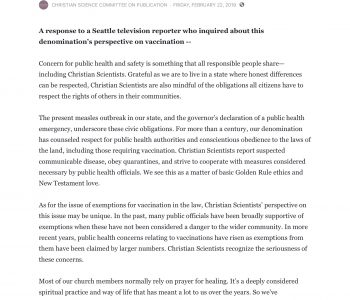 CHRISTIAN SCIENCE COMMITTEE ON PUBLICATION · FRIDAY, FEBRUARY 22, 2019
A response to a Seattle television reporter who inquired about this
denomination's perspective on vaccination --
Concern for public health and safety is something that all responsible people share—
including Christian Scientists. Grateful as we are to live in a state where honest differences
can be respected, Christian Scientists are also mindful of the obligations all citizens have to
respect the rights of others in their communities.
The present measles outbreak in our state, and the governor's declaration of a public health
emergency, underscore these civic obligations. For more than a century, our denomination
has counseled respect for public health authorities and conscientious obedience to the laws of the
land, including those requiring vaccination. Christian Scientists report suspected
communicable disease, obey quarantines, and strive to cooperate with measures considered
necessary by public health officials. We see this as a matter of basic Golden Rule ethics and
New Testament love.
As for the issue of exemptions for vaccination in the law, Christian Scientists' perspective on
this issue may be unique. In the past, many public officials have been broadly supportive of
exemptions when these have not been considered a danger to the wider community. In more
recent years, public health concerns relating to vaccinations have risen as exemptions from
them have been claimed by larger numbers. Christian Scientists recognize the seriousness of
these concerns.
Most of our church members normally rely on prayer for healing. It's a deeply considered
spiritual practice and way of life that has meant a lot to us over the years. So we've